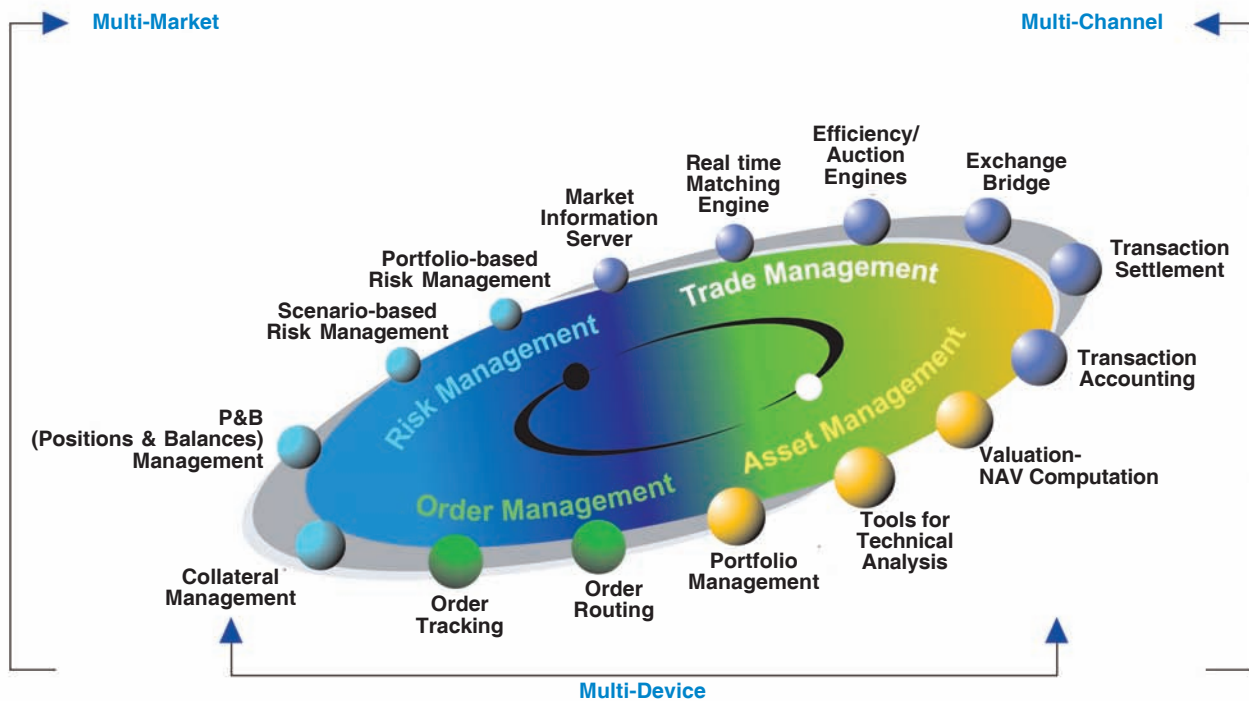 Multi-Market
Multi-Channel
Efficiency/
Auction
Engines
Exchange
Bridge
Real time
Matching
Engine
Market
Information
Server
Portfolio-based
Risk Management
Scenario-based
Risk Management
P&B
(Positions & Balances)
Management
Collateral
Management
Order
Tracking
Order
Routing
Portfolio
Management
Tools for
Technical
Analysis
Valuation-
NAV Computation
Transaction
Accounting
Transaction
Settlement
Risk Management
Trade Management
Order Management
Asset Management
Multi-Device